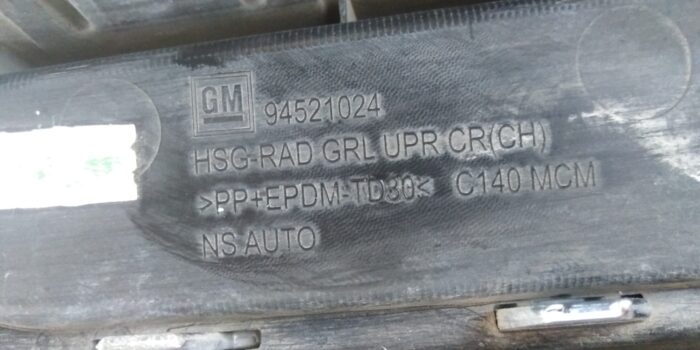 GM 94521024
HSG-RAD GRL UPR CR(CH)
>PP+EPDM-TD30< C140 MCM
NS AUTO